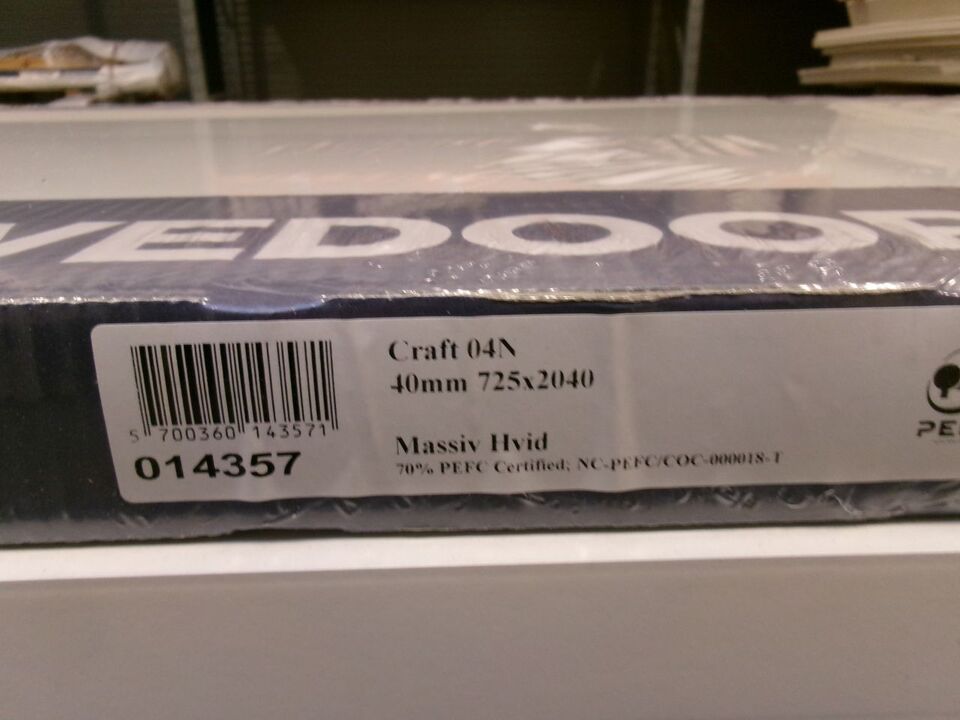 VEDOOR
Craft 04N
40mm 725x2040
5 700360 143571
Massiv Hvid
014357
70% PEFC Certified; NC-PEFC/COC-000018-T